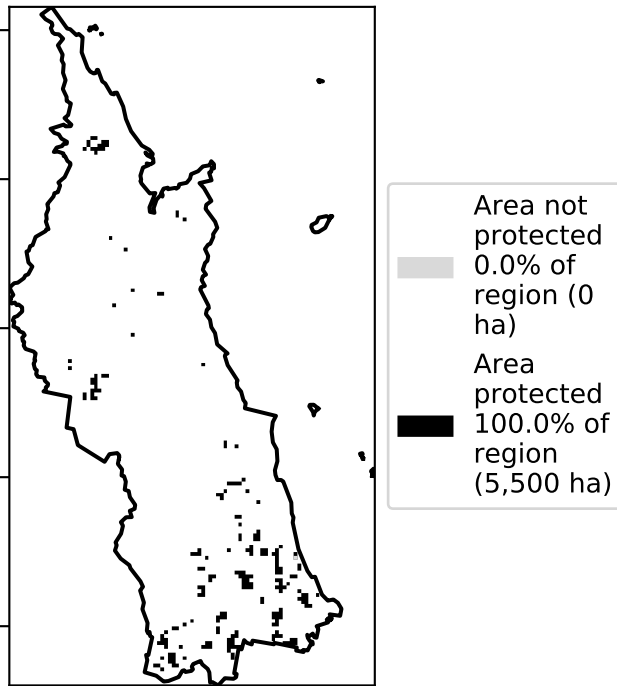 Area not
protected
0.0% of
region (0
ha)
Area
protected
100.0% of
region
(5,500 ha)